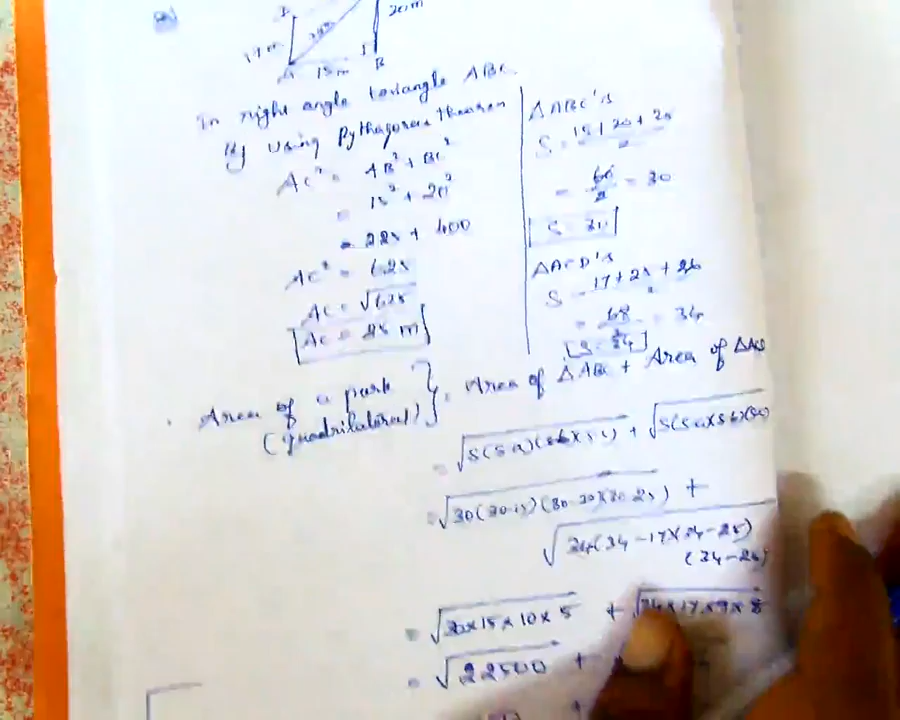 20m
B
15m
In right angle triangle ABC
By using Pythagoras theorem
AC² = AB² + BC²
= 15² + 20²
= 225 + 400
AC² = 625
AC = √625
AC = 25 m
ΔABC's
S = 15+20+25
2
= 60 = 30
2
S = 30
ΔACD's
S = 17+25+26
2
= 68 = 34
2
S = 34
Area of a park
(quadrilateral) } = Area of ΔABC + Area of ΔACD
= √S(S-a)(S-b)(S-c) + √S(S-a)(S-b)(S-c)
= √30(30-15)(30-20)(30-25) +
√34(34-17)(34-25)
(34-26)
= √30×15×10×5 + √34×17×9×8
= √22500 +